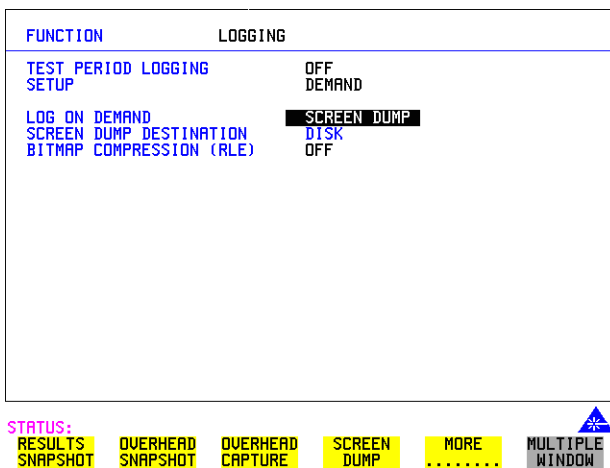 FUNCTION LOGGING
TEST PERIOD LOGGING OFF
SETUP DEMAND
LOG ON DEMAND SCREEN DUMP
SCREEN DUMP DESTINATION DISK
BITMAP COMPRESSION (RLE) OFF
STATUS:
RESULTS OVERHEAD OVERHEAD SCREEN MORE MULTIPLE
SNAPSHOT SNAPSHOT CAPTURE DUMP ........ WINDOW